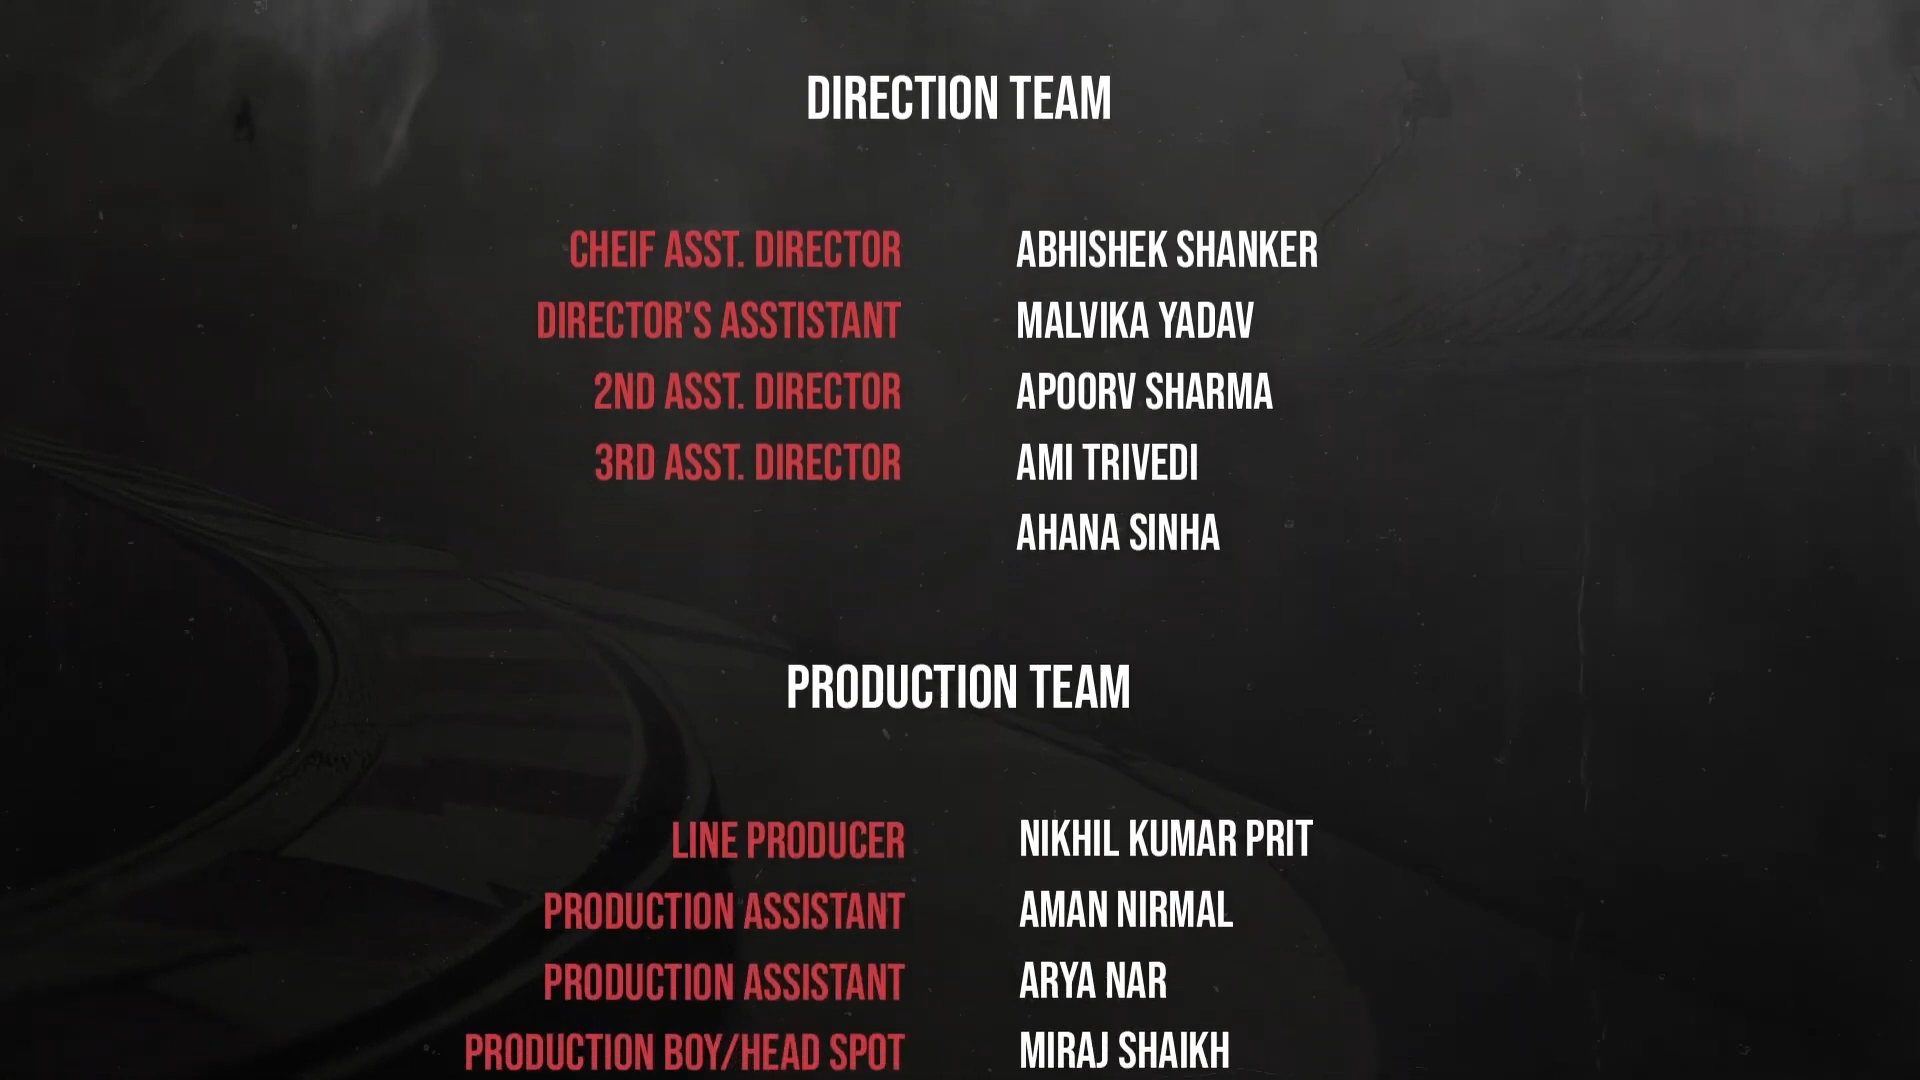 DIRECTION TEAM
CHEIF ASST. DIRECTOR ABHISHEK SHANKER
DIRECTOR'S ASSTISTANT MALVIKA YADAV
2ND ASST. DIRECTOR APOORV SHARMA
3RD ASST. DIRECTOR AMI TRIVEDI
AHANA SINHA
PRODUCTION TEAM
LINE PRODUCER NIKHIL KUMAR PRIT
PRODUCTION ASSISTANT AMAN NIRMAL
PRODUCTION ASSISTANT ARYA NAR
PRODUCTION BOY/HEAD SPOT MIRAJ SHAIKH